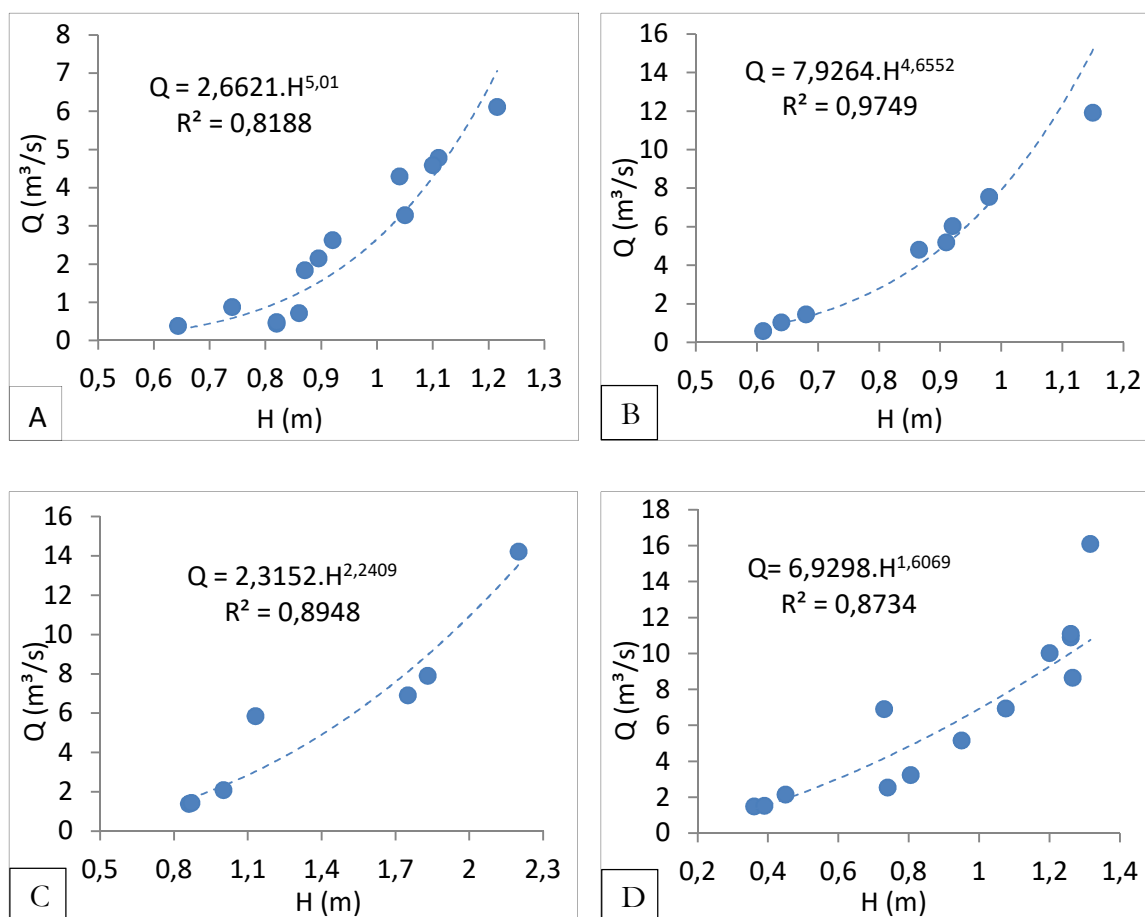 8
7
6
5
4
3
2
1
0
Q (m³/s)
Q = 2,6621.H^5,01
R² = 0,8188
0,5 0,6 0,7 0,8 0,9 1 1,1 1,2 1,3
H (m)
A
16
14
12
10
8
6
4
2
0
Q (m³/s)
Q = 7,9264.H^4,6552
R² = 0,9749
0,5 0,6 0,7 0,8 0,9 1 1,1 1,2
H (m)
B
16
14
12
10
8
6
4
2
0
Q (m³/s)
Q = 2,3152.H^2,2409
R² = 0,8948
0,5 0,8 1,1 1,4 1,7 2 2,3
H (m)
C
18
16
14
12
10
8
6
4
2
0
Q (m³/s)
Q= 6,9298.H^1,6069
R² = 0,8734
0,2 0,4 0,6 0,8 1 1,2 1,4
H (m)
D